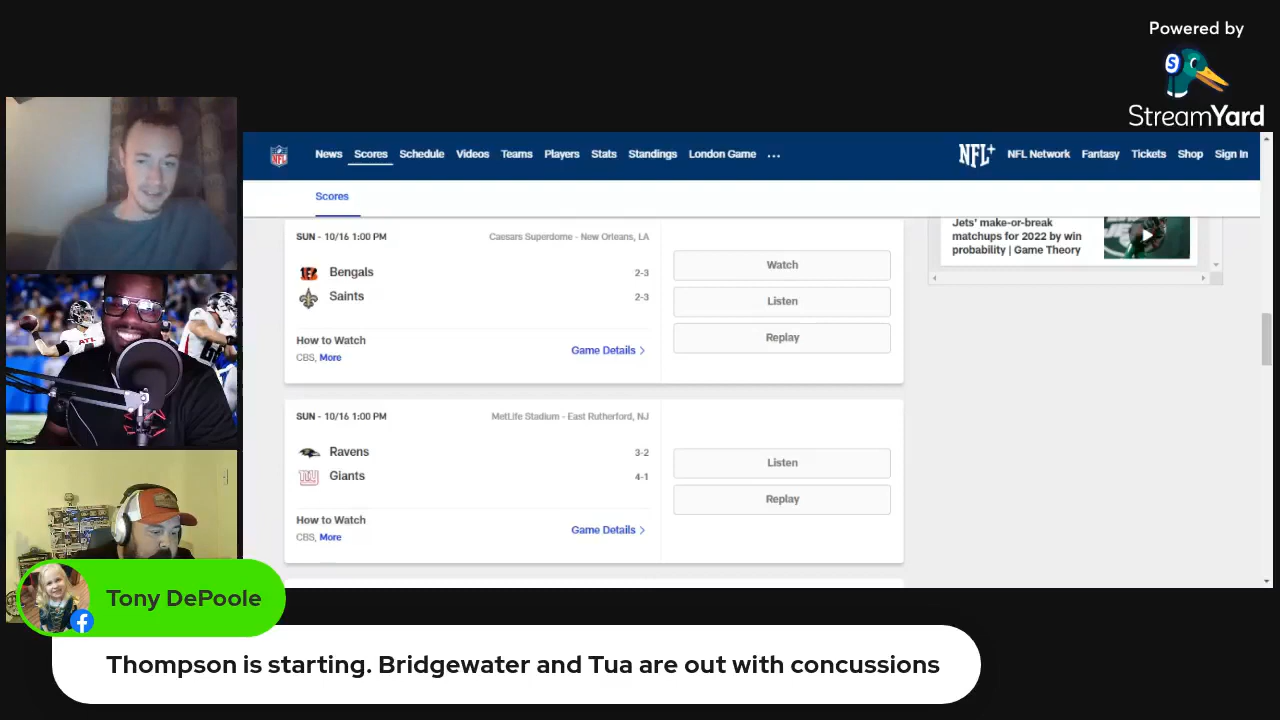 Powered by
S
StreamYard
News Scores Schedule Videos Teams Players Stats Standings London Game ...
NFL+ NFL Network Fantasy Tickets Shop Sign In
Scores
Jets' make-or-break
matchups for 2022 by win
probability | Game Theory
SUN - 10/16 1:00 PM Caesars Superdome - New Orleans, LA
Bengals 2-3
Saints 2-3
How to Watch
CBS, More
Game Details
Watch
Listen
Replay
SUN - 10/16 1:00 PM MetLife Stadium - East Rutherford, NJ
Ravens 3-2
Giants 4-1
How to Watch
CBS, More
Game Details
Listen
Replay
ATL
Tony DePoole
Thompson is starting. Bridgewater and Tua are out with concussions